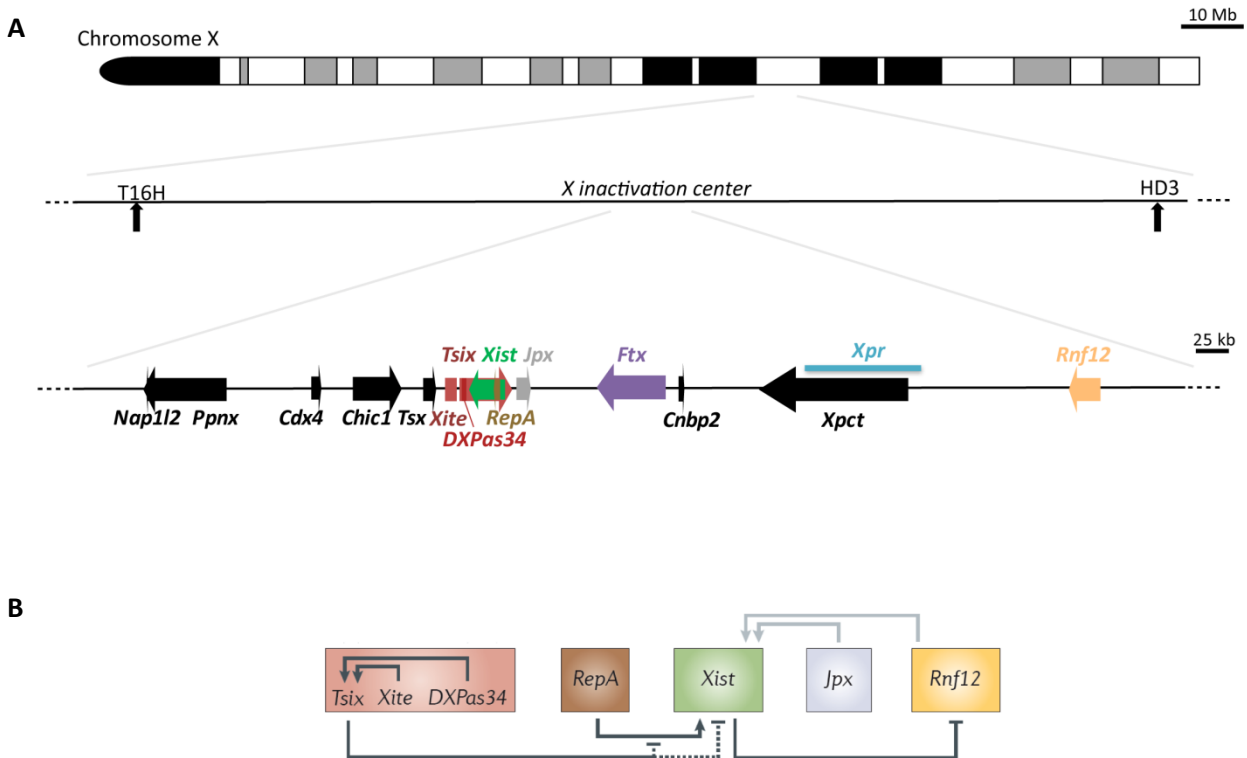 A
10 Mb
Chromosome X
T16H
X inactivation center
HD3
25 kb
Tsix Xist Jpx Ftx Xpr Rnf12
Nap1l2 Ppnx Cdx4 Chic1 Tsx Xite RepA Cnbp2 Xpct
DXPas34
B
RepA Xist Jpx Rnf12
Tsix Xite DXPas34